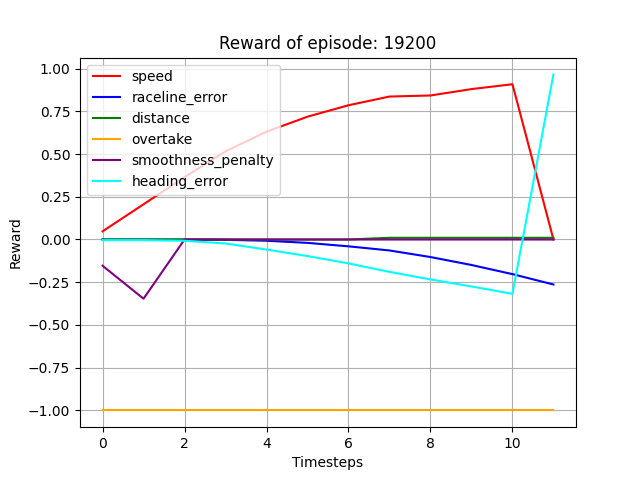 Reward of episode: 19200
speed
raceline_error
distance
overtake
smoothness_penalty
heading_error
1.00
0.75
0.50
0.25
0.00
−0.25
−0.50
−0.75
−1.00
Reward
0 2 4 6 8 10
Timesteps